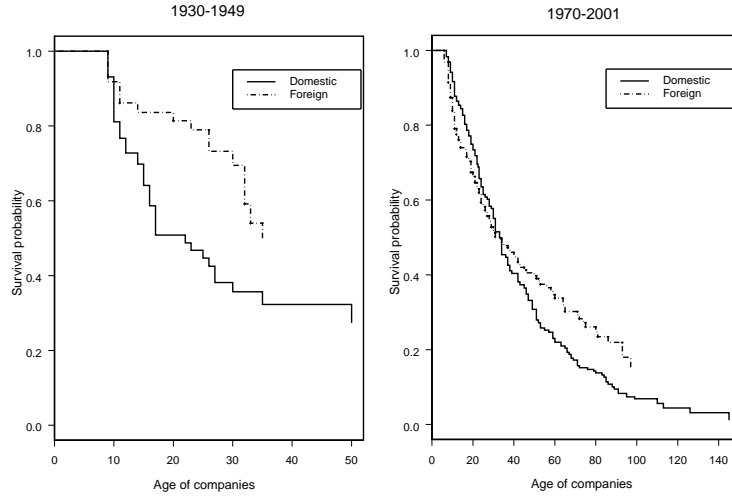 1930-1949
Survival probability
1.0
0.8
0.6
0.4
0.2
0.0
Domestic
Foreign
0 10 20 30 40 50
Age of companies
1970-2001
Survival probability
1.0
0.8
0.6
0.4
0.2
0.0
Domestic
Foreign
0 20 40 60 80 100 120 140
Age of companies